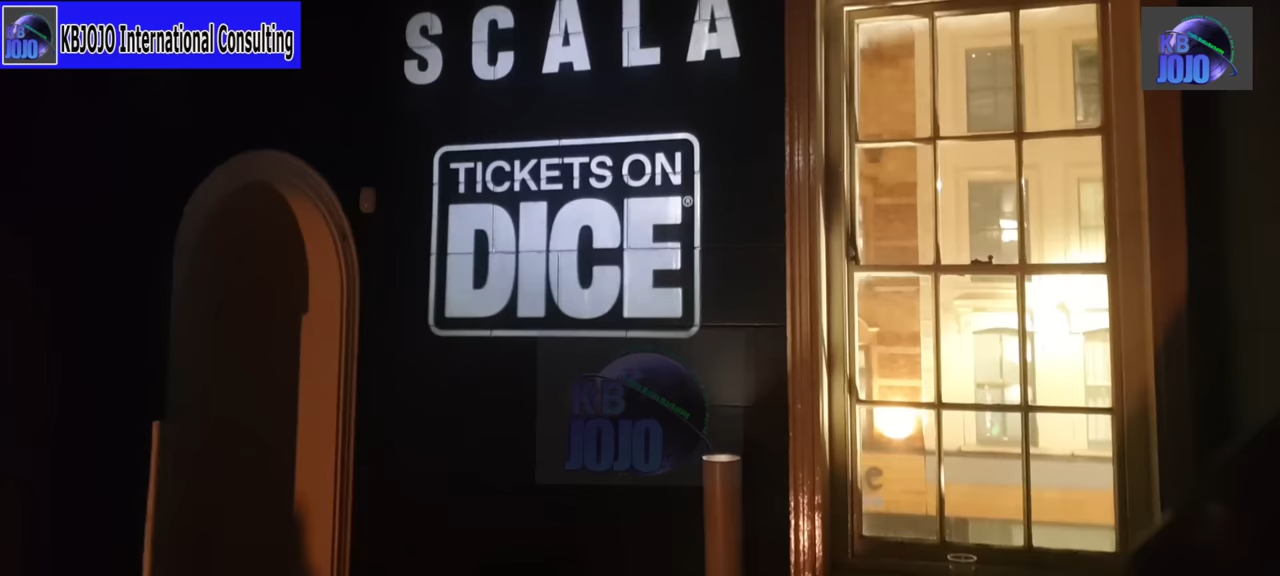 KBJOJO International Consulting
KB
JOJO
SCALA
TICKETS ON
DICE®
KB
JOJO
KB
JOJO
e